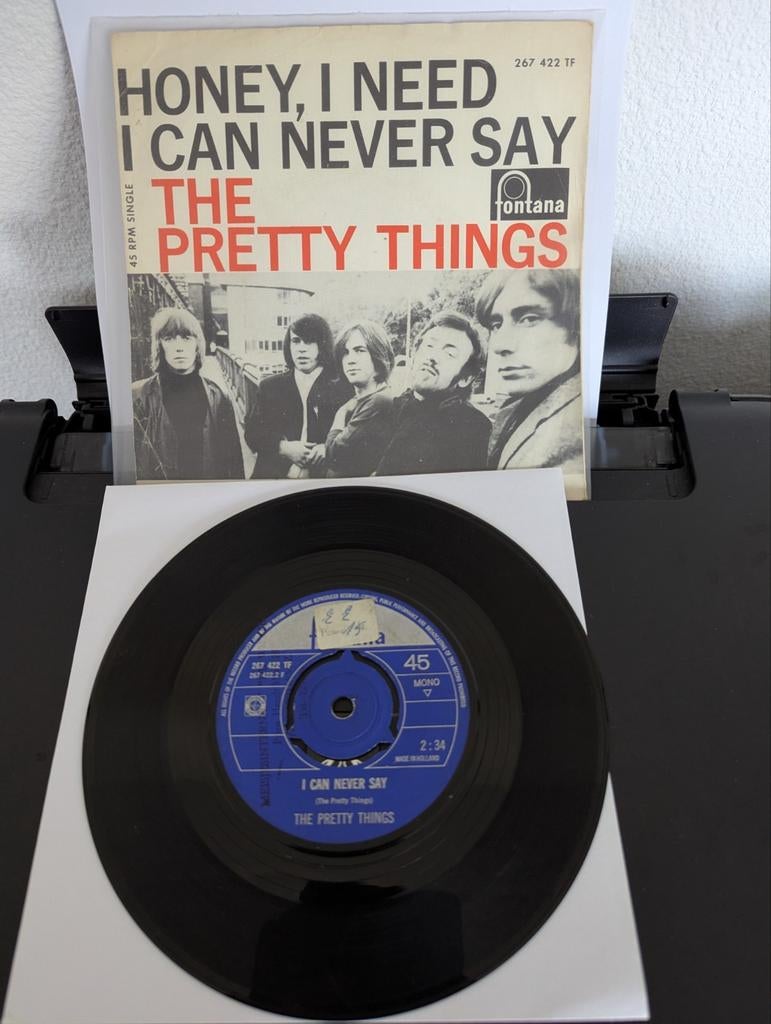 267 422 TF
HONEY, I NEED
I CAN NEVER SAY
45 RPM SINGLE
THE
fontana
PRETTY THINGS
267 422 TF
267 422.2 F
45
MONO
2:34
MADE IN HOLLAND
I CAN NEVER SAY
(The Pretty Things)
THE PRETTY THINGS